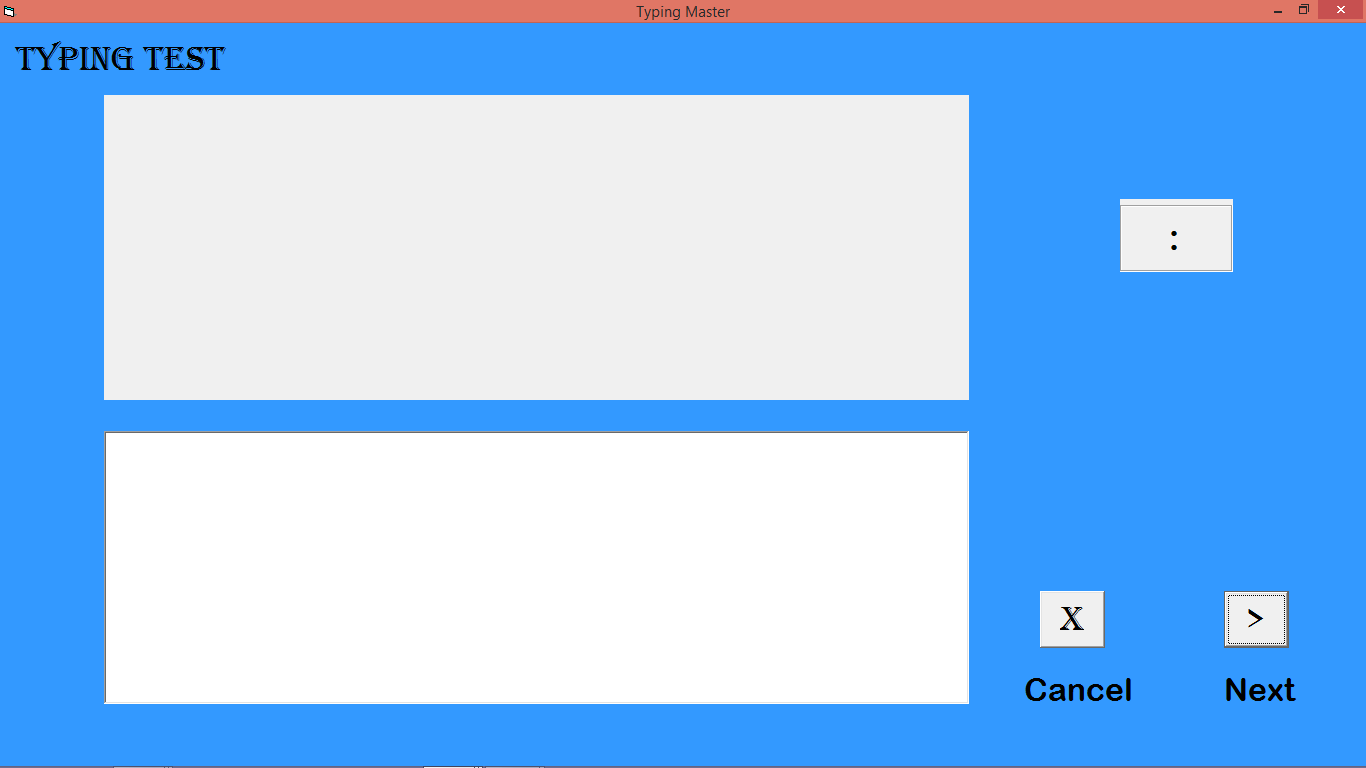 Typing Master
TYPING TEST
:
X
>
Cancel
Next